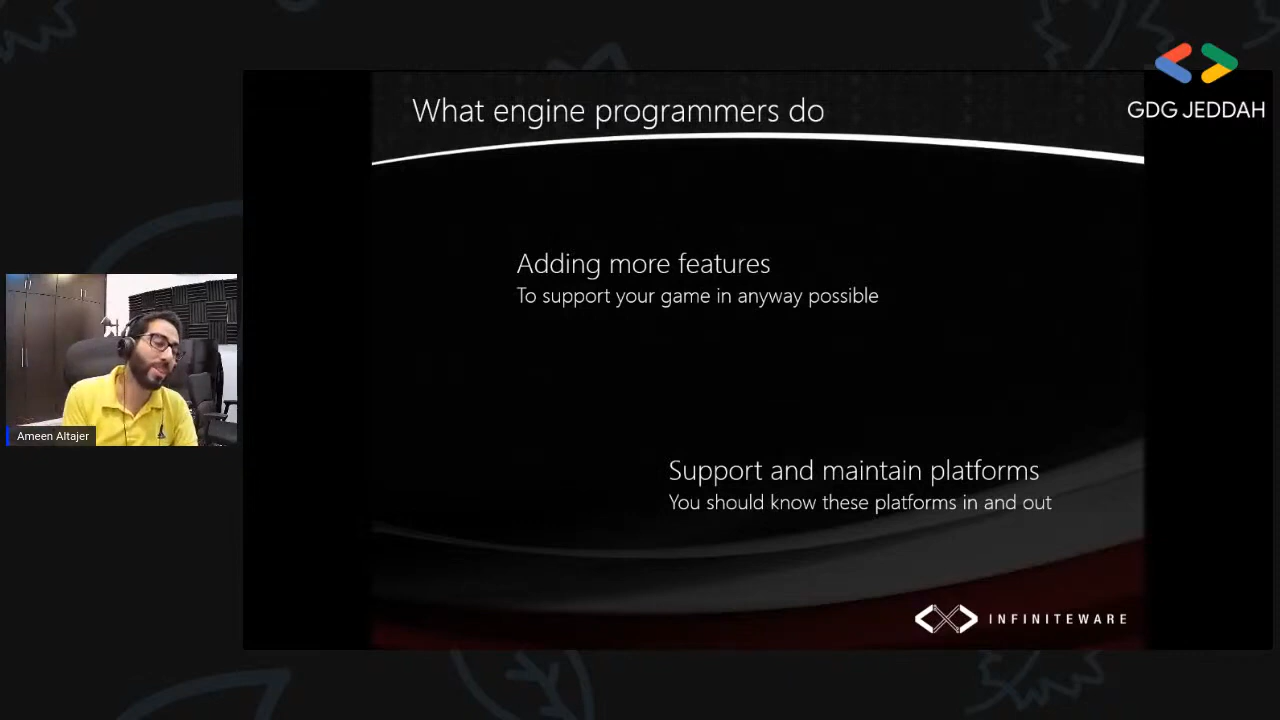 GDG JEDDAH
What engine programmers do
Adding more features
To support your game in anyway possible
Ameen Altajer
Support and maintain platforms
You should know these platforms in and out
INFINITEWARE